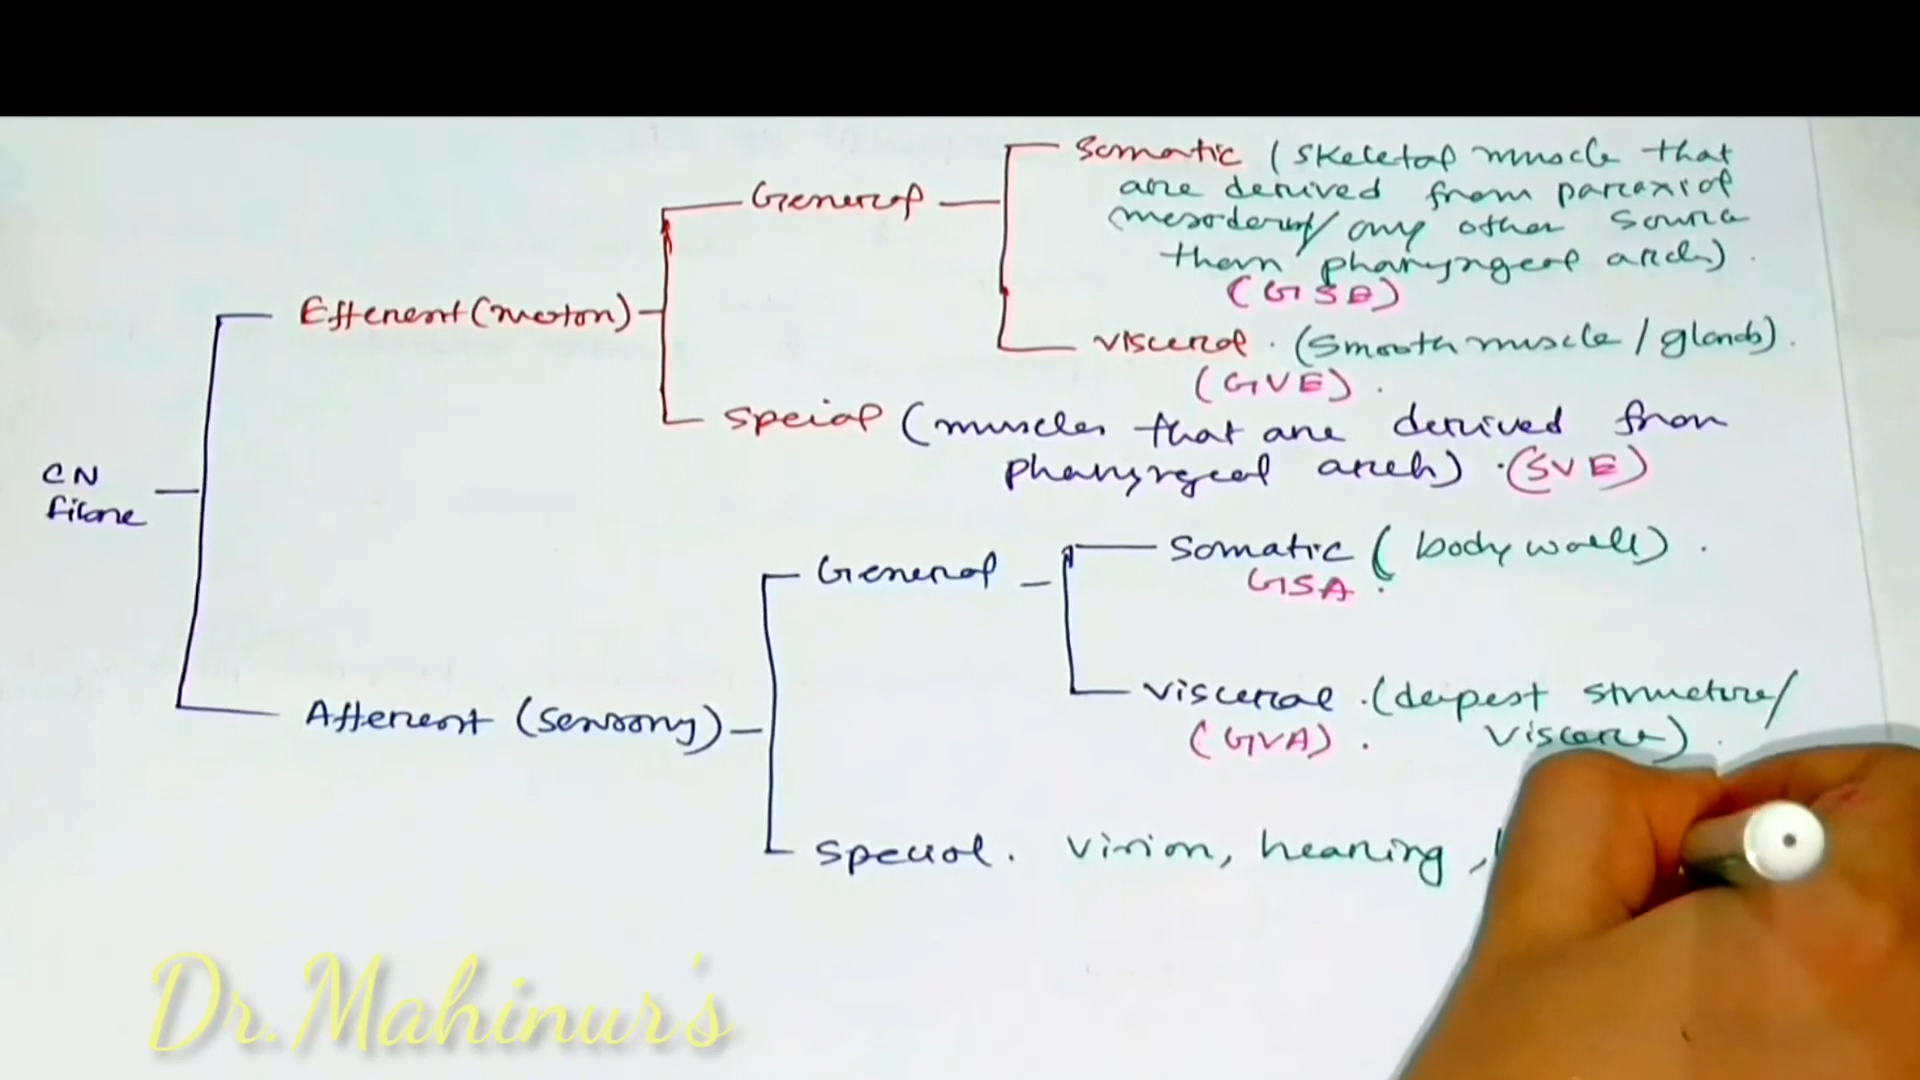 Somatic (skeletal muscle that
are derived from paraxial
mesoderm/ any other source
them pharyngeal arch).
(GSE)
General
Efferent (motor)
visceral. (smooth muscle / glands).
(GVE).
Speial (muscles that are derived from
pharyngeal arch).(SVE)
CN
fibre
Somatic (body wall).
GSA.
General
visceral.(deepest structure/
viscera).
(GVA).
Afferent (sensory)
special. vision, hearing,
Dr.Mahinur's